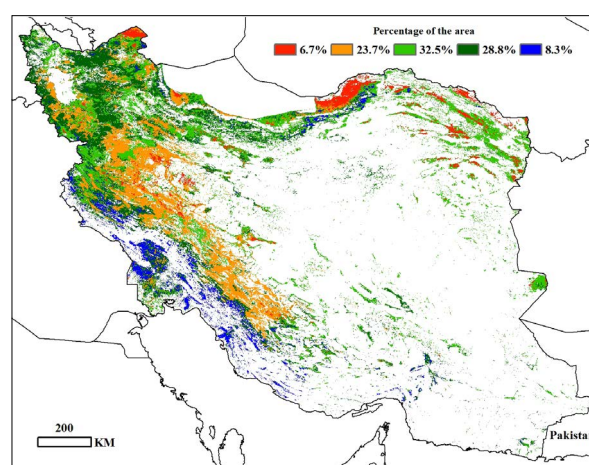 Percentage of the area
6.7% 23.7% 32.5% 28.8% 8.3%
200
KM
Pakista